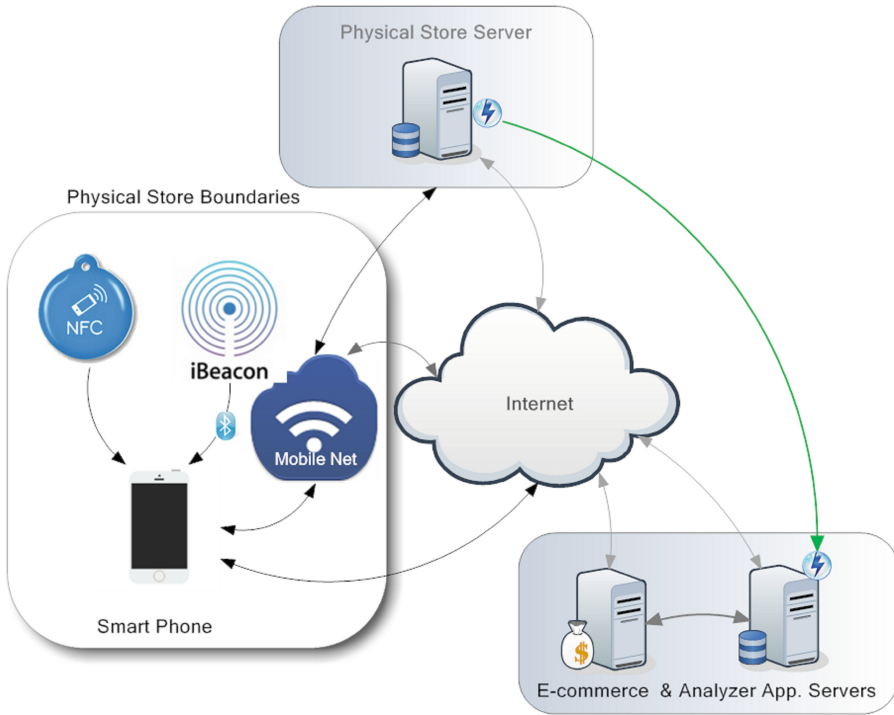 Physical Store Server
Physical Store Boundaries
NFC
iBeacon
Mobile Net
Internet
Smart Phone
$
E-commerce & Analyzer App. Servers